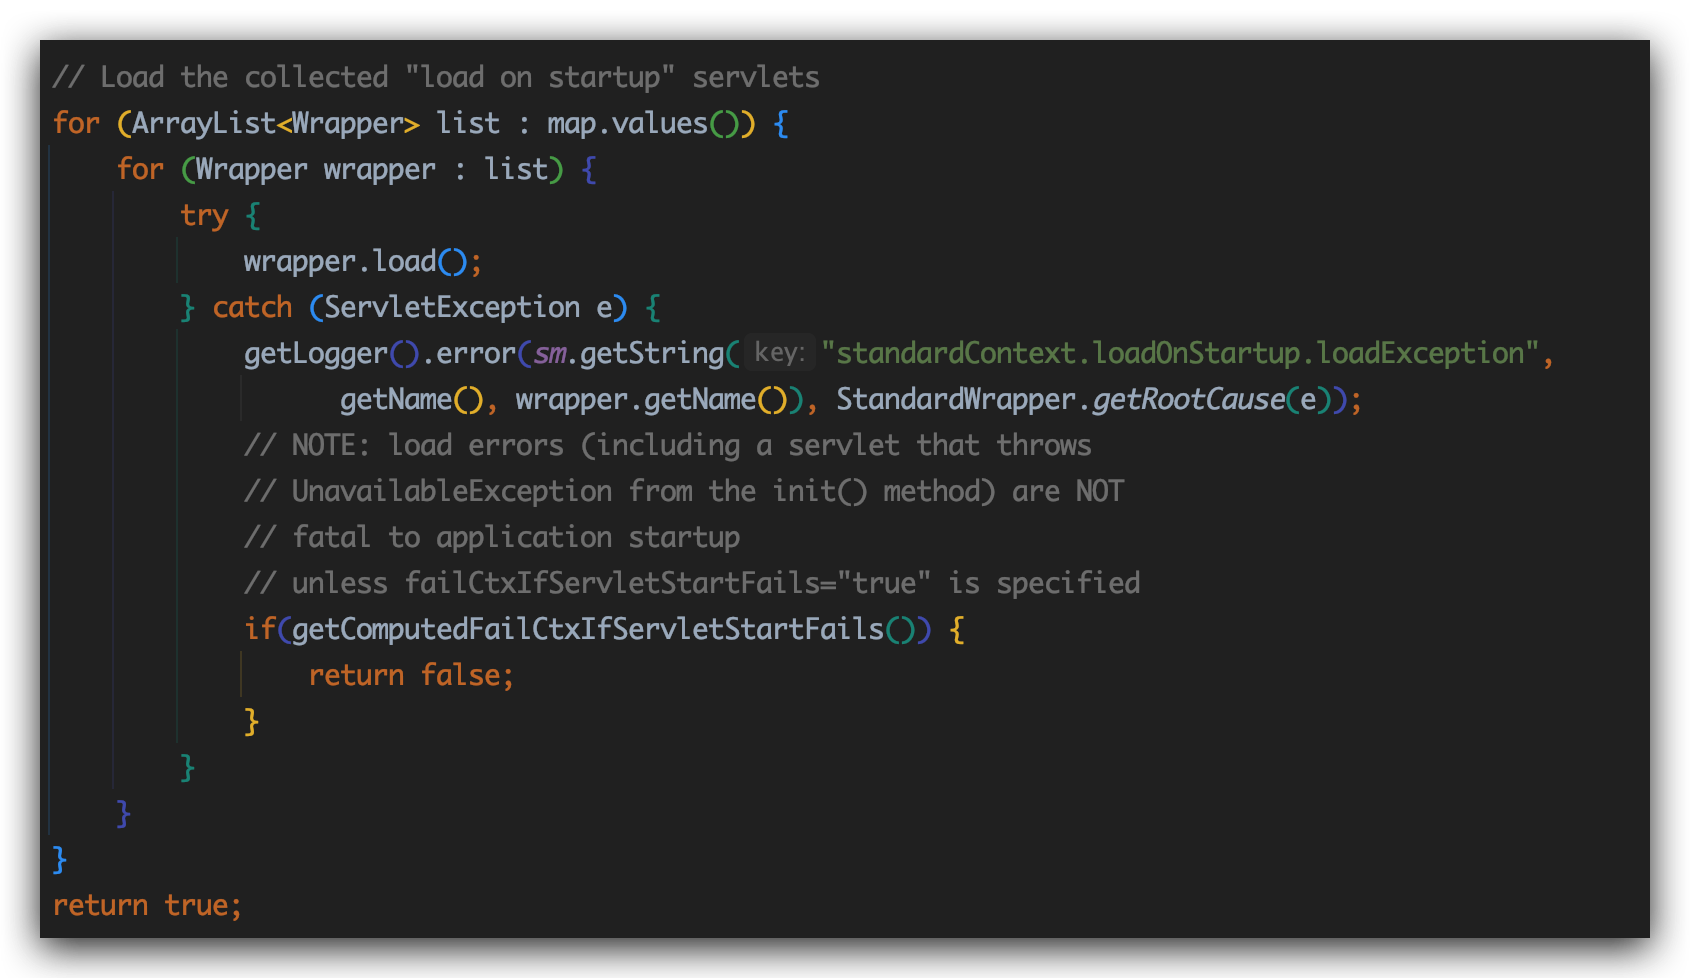 // Load the collected "load on startup" servlets
for (ArrayList<Wrapper> list : map.values()) {
    for (Wrapper wrapper : list) {
        try {
            wrapper.load();
        } catch (ServletException e) {
            getLogger().error(sm.getString( key: "standardContext.loadOnStartup.loadException",
                  getName(), wrapper.getName()), StandardWrapper.getRootCause(e));
            // NOTE: load errors (including a servlet that throws
            // UnavailableException from the init() method) are NOT
            // fatal to application startup
            // unless failCtxIfServletStartFails="true" is specified
            if(getComputedFailCtxIfServletStartFails()) {
                return false;
            }
        }
    }
}
return true;